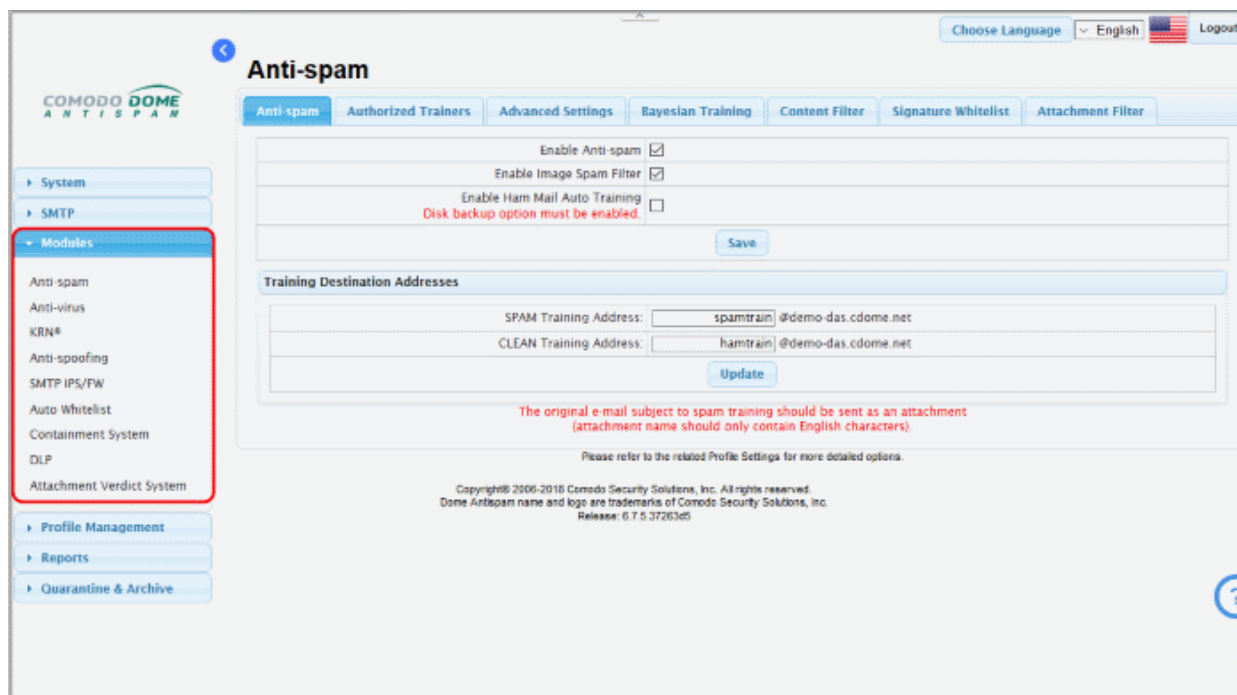 Choose Language
English
Logout
Anti-spam
COMODO DOME
ANTISPAM
Anti-spam
Authorized Trainers
Advanced Settings
Bayesian Training
Content Filter
Signature Whitelist
Attachment Filter
Enable Anti-spam
Enable Image Spam Filter
Enable Ham Mail Auto Training
Disk backup option must be enabled.
Save
Training Destination Addresses
SPAM Training Address: spamtrain @demo-das.cdome.net
CLEAN Training Address: hamtrain @demo-das.cdome.net
Update
The original e-mail subject to spam training should be sent as an attachment
(attachment name should only contain English characters).
Please refer to the related Profile Settings for more detailed options.
Copyright© 2006-2018 Comodo Security Solutions, Inc. All rights reserved.
Dome Antispam name and logo are trademarks of Comodo Security Solutions, Inc.
Release: 6.7.5.37263d5
System
SMTP
Modules
Anti-spam
Anti-virus
KRN®
Anti-spoofing
SMTP IPS/FW
Auto Whitelist
Containment System
DLP
Attachment Verdict System
Profile Management
Reports
Quarantine & Archive
?